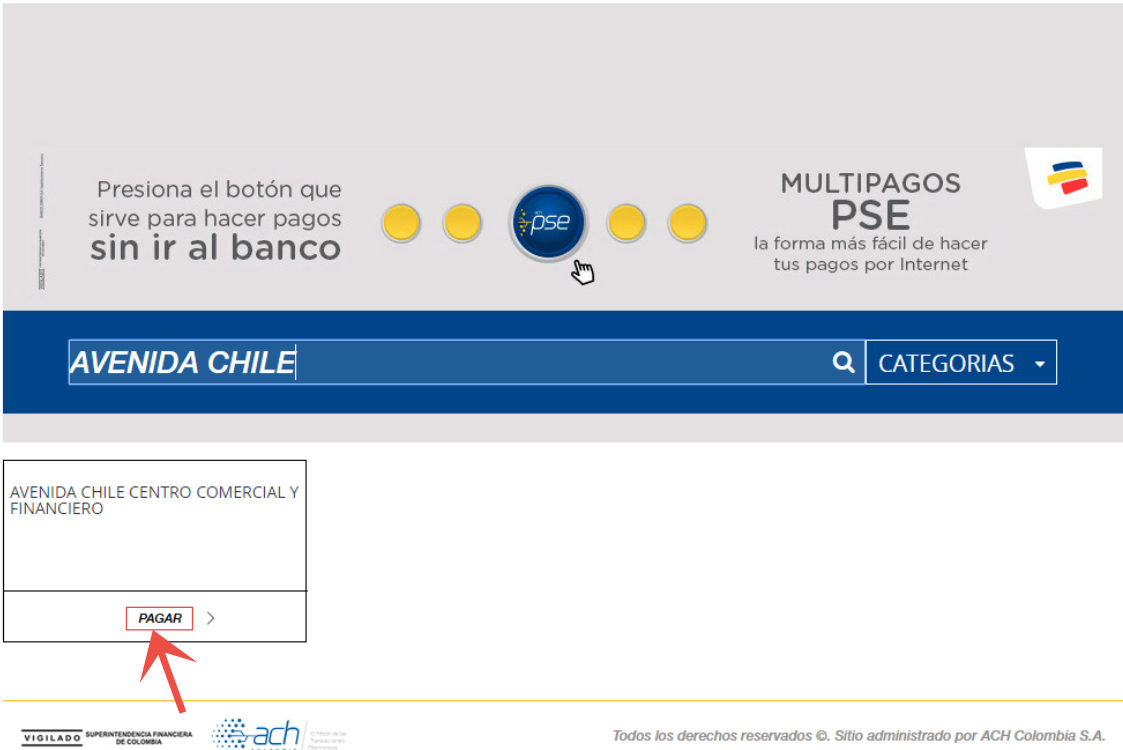 Presiona el botón que
sirve para hacer pagos
sin ir al banco
pse
MULTIPAGOS
PSE
la forma más fácil de hacer
tus pagos por Internet
AVENIDA CHILE
CATEGORIAS
AVENIDA CHILE CENTRO COMERCIAL Y
FINANCIERO
PAGAR
VIGILADO SUPERINTENDENCIA FINANCIERA
DE COLOMBIA
ach
Todos los derechos reservados ©. Sitio administrado por ACH Colombia S.A.